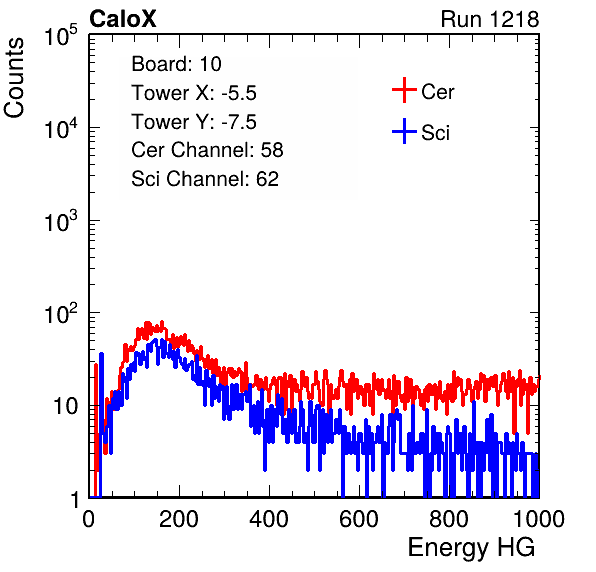 CaloX Run 1218
Counts
10^5
10^4
10^3
10^2
10
1
Board: 10
Tower X: -5.5
Tower Y: -7.5
Cer Channel: 58
Sci Channel: 62
Cer
Sci
0 200 400 600 800 1000
Energy HG